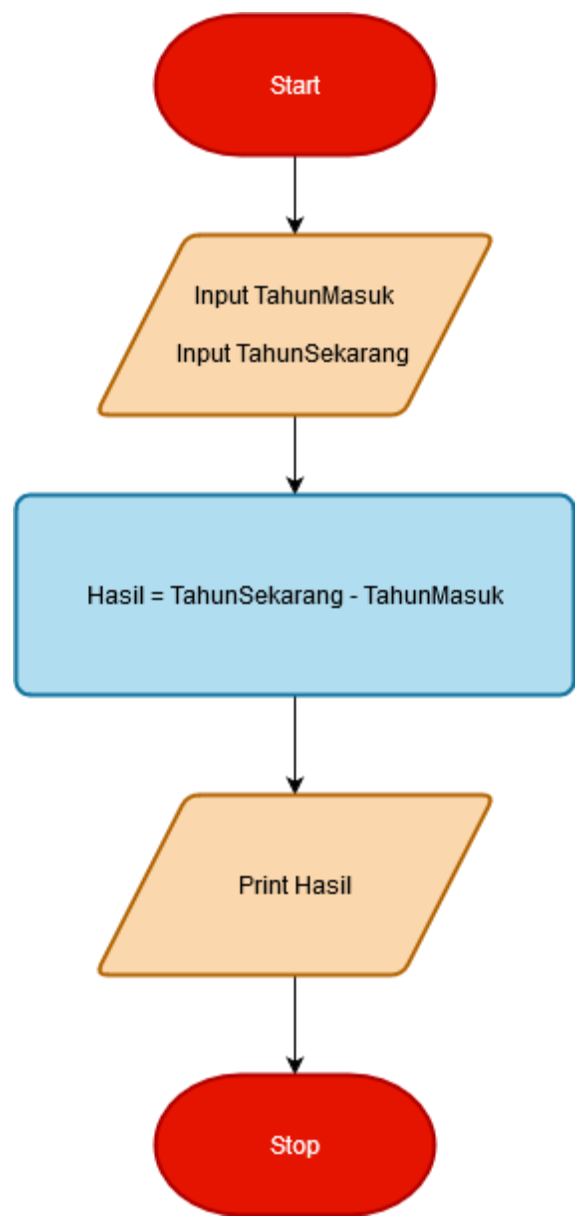 Start
Input TahunMasuk
Input TahunSekarang
Hasil = TahunSekarang - TahunMasuk
Print Hasil
Stop